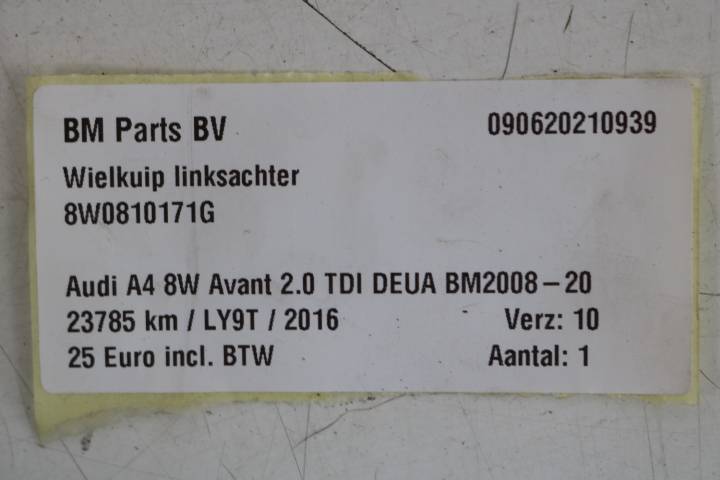 BM Parts BV 090620210939
Wielkuip linksachter
8W0810171G
Audi A4 8W Avant 2.0 TDI DEUA BM2008-20
23785 km / LY9T / 2016 Verz: 10
25 Euro incl. BTW Aantal: 1